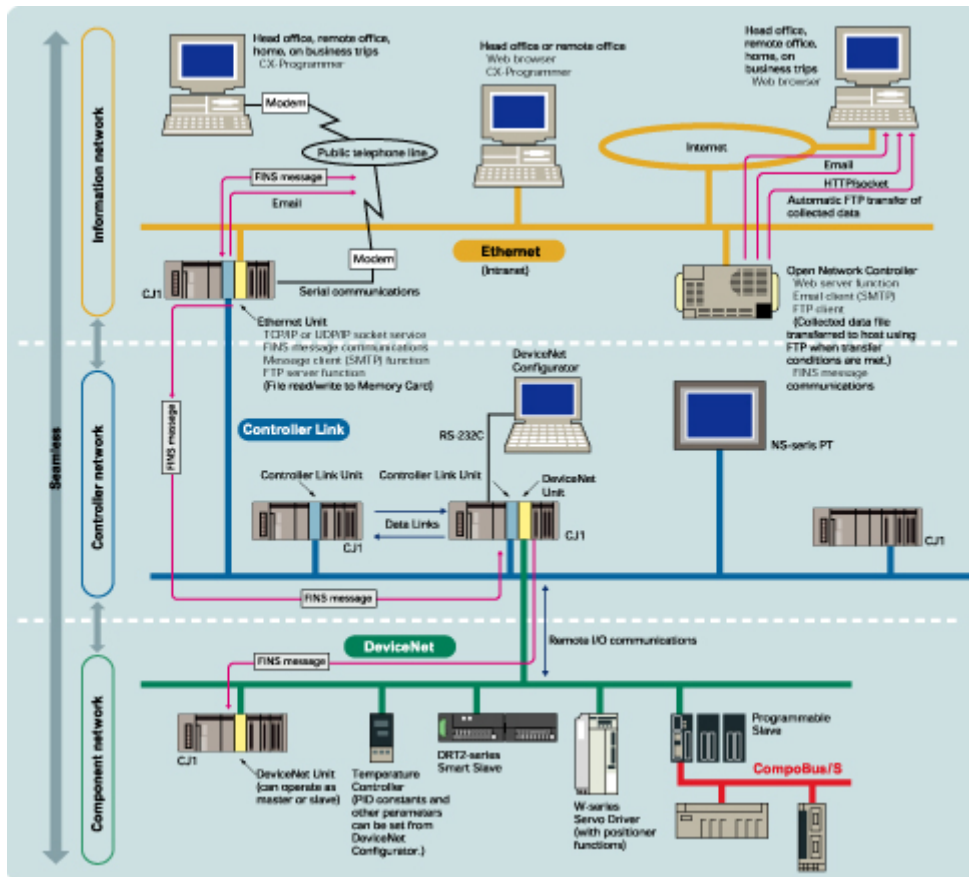 Head office, remote office,
home, on business trips
CX-Programmer
Modem
Public telephone line
FINS message
Email
Head office or remote office
Web browser
CX-Programmer
Head office,
remote office,
home, on
business trips
Web browser
Internet
Email
HTTP/socket
Automatic FTP transfer of
collected data
Information network
Ethernet
(Intranet)
Modem
Serial communications
CJ1
Ethernet Unit
TCP/IP or UDP/IP socket service
FINS message communications
Message client (SMTP) function
FTP server function
(File read/write to Memory Card)
Open Network Controller
Web server function
Email client (SMTP)
FTP client
(Collected data file
transferred to host using
FTP when transfer
conditions are met.)
FINS message
communications
Seamless
Controller network
FINS message
Controller Link
DeviceNet
Configurator
RS-232C
NS-seris PT
Controller Link Unit
Controller Link Unit
DeviceNet
Unit
Data Links
CJ1
CJ1
CJ1
FINS message
Remote I/O communications
Component network
DeviceNet
FINS message
CJ1
DeviceNet Unit
(can operate as
master or slave)
Temperature
Controller
(PID constants and
other parameters
can be set from
DeviceNet
Configurator.)
DRT2-series
Smart Slave
W-series
Servo Driver
(with positioner
functions)
Programmable
Slave
CompoBus/S